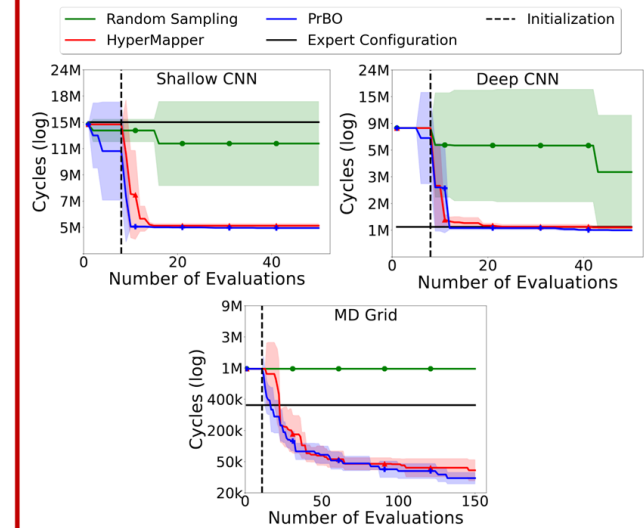 Random Sampling PrBO Initialization
HyperMapper Expert Configuration
Shallow CNN
Cycles (log)
24M
18M
15M
11M
9M
7M
5M
0 20 40
Number of Evaluations
Deep CNN
Cycles (log)
24M
15M
9M
5M
3M
2M
1M
0 20 40
Number of Evaluations
MD Grid
Cycles (log)
9M
3M
1M
400k
200k
50k
20k
0 50 100 150
Number of Evaluations